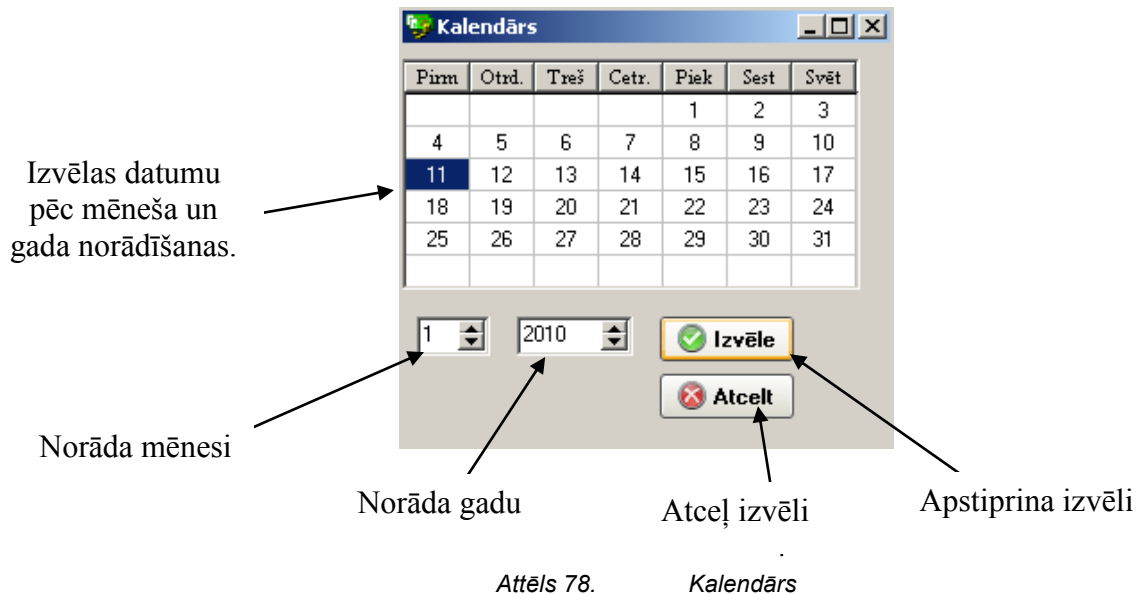 Kalendārs
Pirm Otrd. Treš Cetr. Piek Sest Svēt
1 2 3
4 5 6 7 8 9 10
11 12 13 14 15 16 17
18 19 20 21 22 23 24
25 26 27 28 29 30 31
Izvēlas datumu
pēc mēneša un
gada norādīšanas.
1 2010 Izvēle
Atcelt
Norāda mēnesi
Norāda gadu
Atceļ izvēli
.
Apstiprina izvēli
Attēls 78. Kalendārs